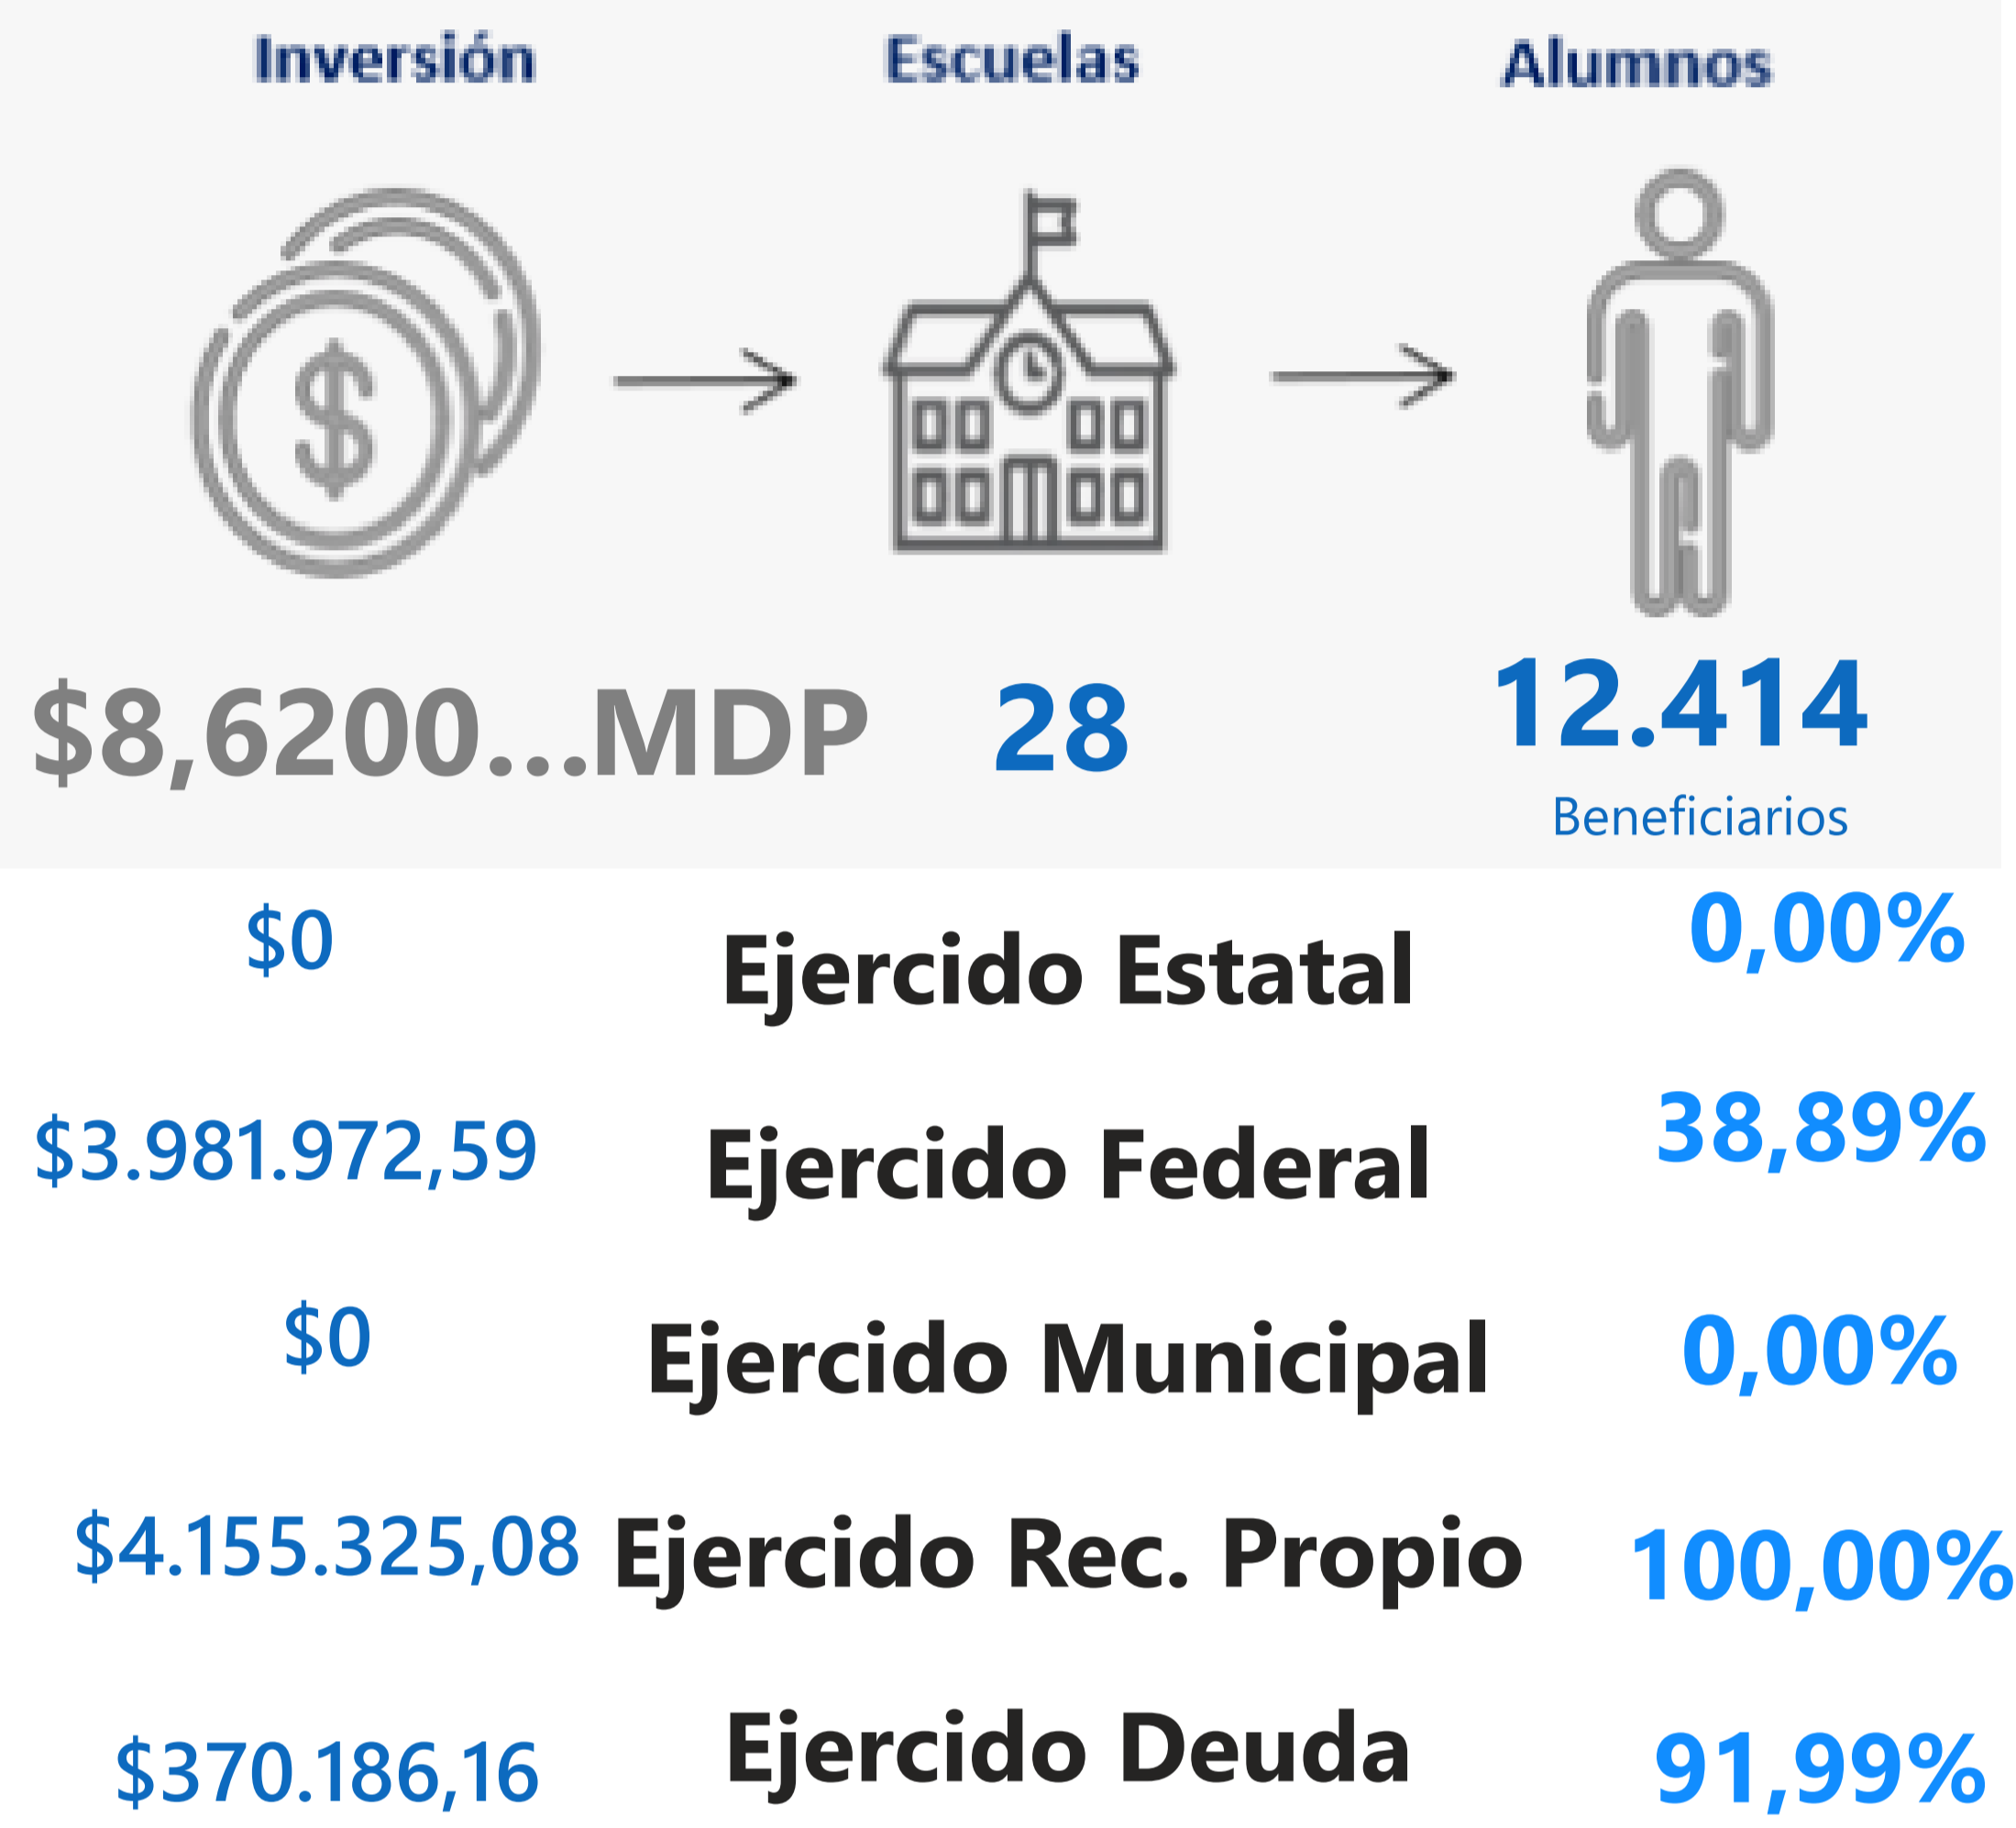 Inversión
Escuelas
Alumnos
$8,6200...MDP
28
12.414
Beneficiarios
$0
Ejercido Estatal
0,00%
$3.981.972,59
Ejercido Federal
38,89%
$0
Ejercido Municipal
0,00%
$4.155.325,08
Ejercido Rec. Propio
100,00%
$370.186,16
Ejercido Deuda
91,99%